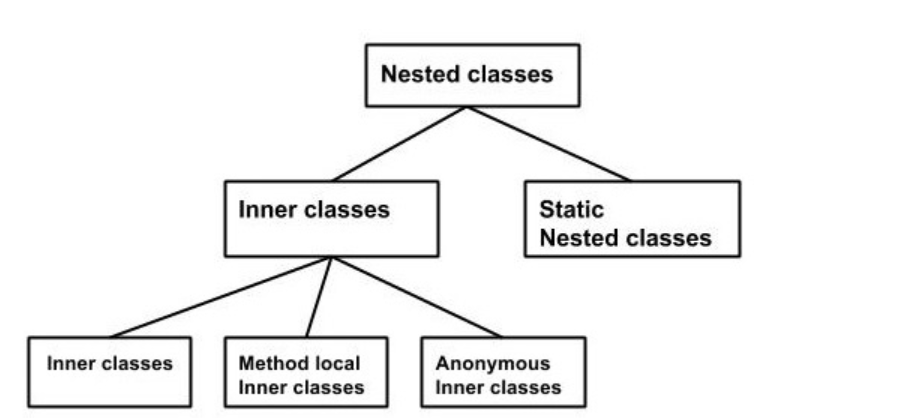 Nested classes
Inner classes
Static
Nested classes
Inner classes
Method local
Inner classes
Anonymous
Inner classes